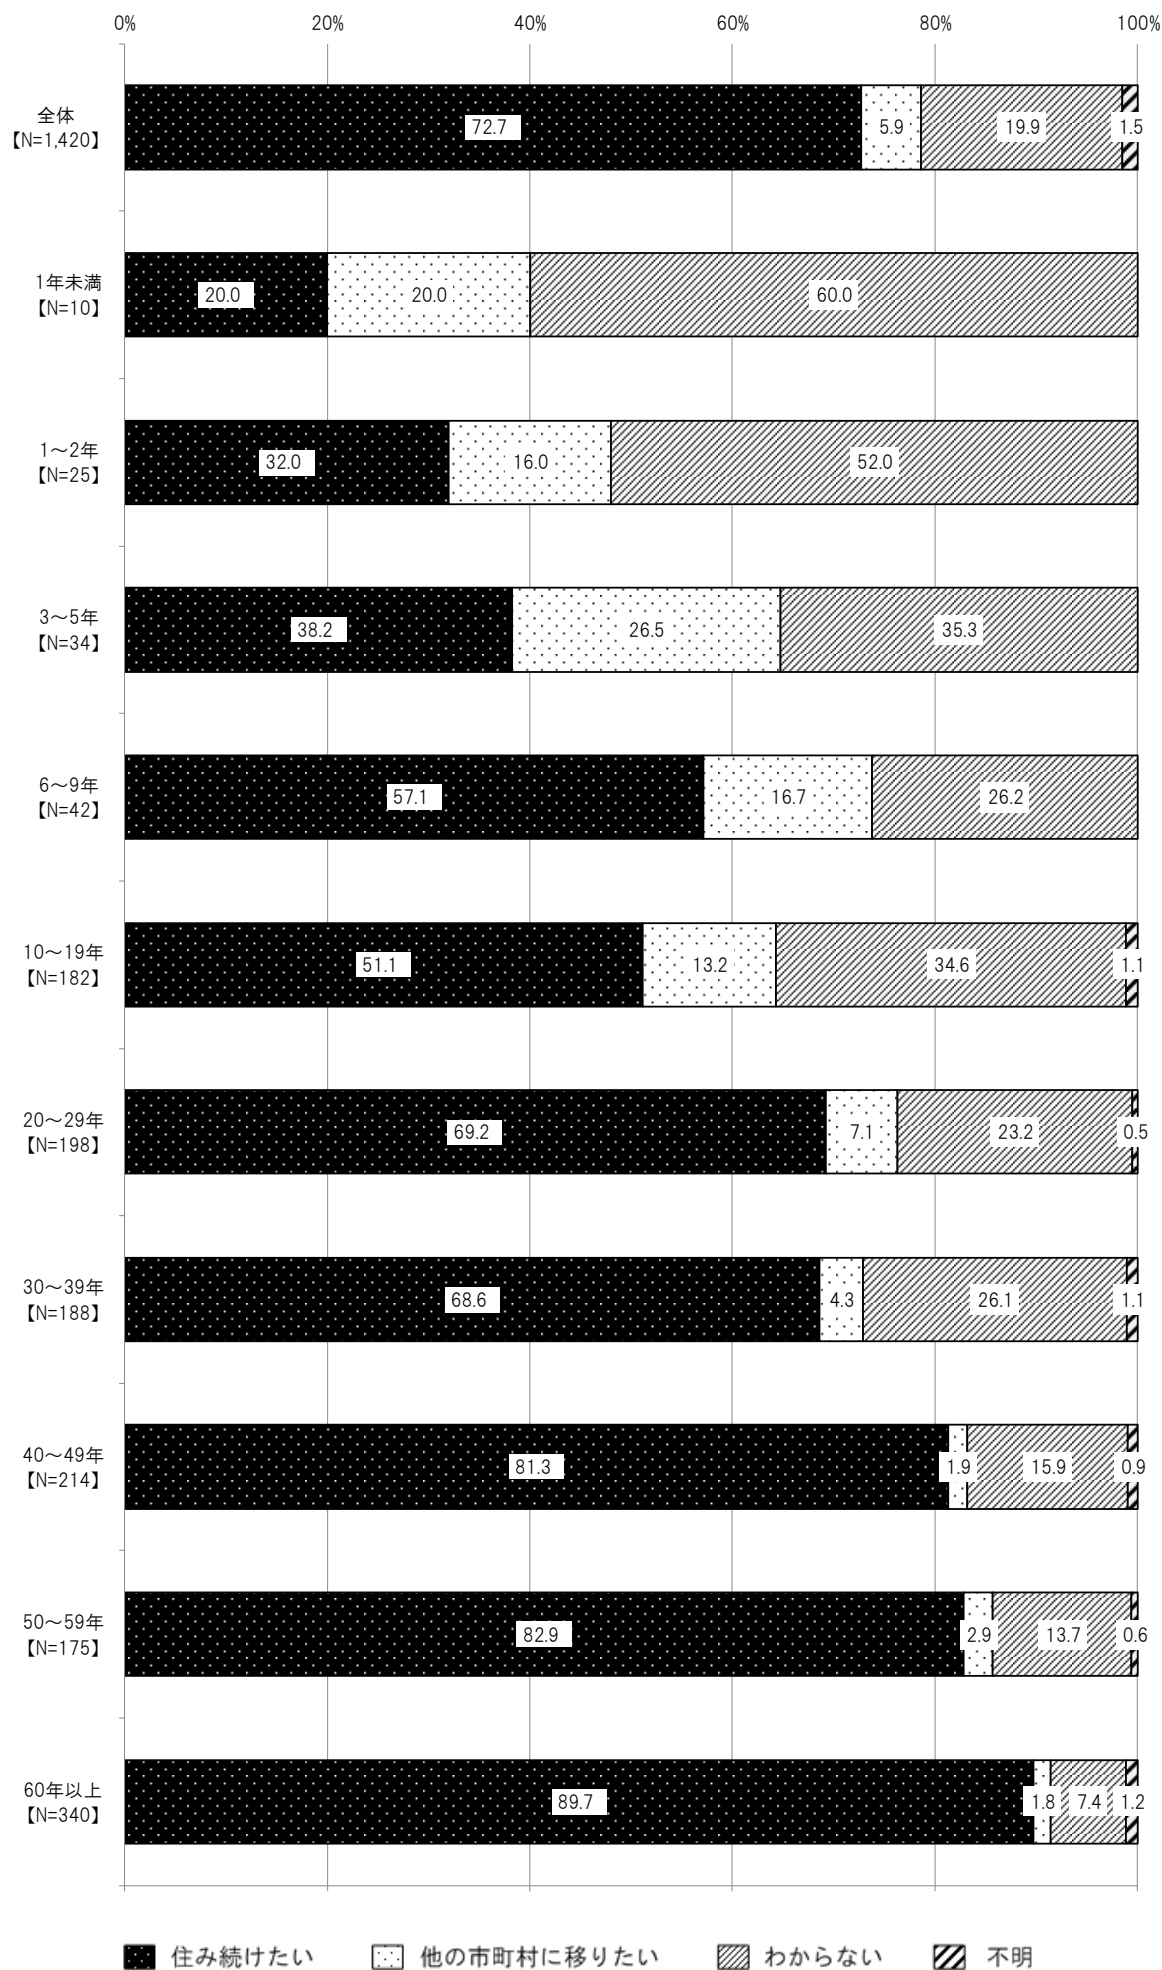 0% 20% 40% 60% 80% 100%
全体
【N=1,420】
72.7 5.9 19.9 1.5
1年未満
【N=10】
20.0 20.0 60.0
1～2年
【N=25】
32.0 16.0 52.0
3～5年
【N=34】
38.2 26.5 35.3
6～9年
【N=42】
57.1 16.7 26.2
10～19年
【N=182】
51.1 13.2 34.6 1.1
20～29年
【N=198】
69.2 7.1 23.2 0.5
30～39年
【N=188】
68.6 4.3 26.1 1.1
40～49年
【N=214】
81.3 1.9 15.9 0.9
50～59年
【N=175】
82.9 2.9 13.7 0.6
60年以上
【N=340】
89.7 1.8 7.4 1.2
住み続けたい 他の市町村に移りたい わからない 不明